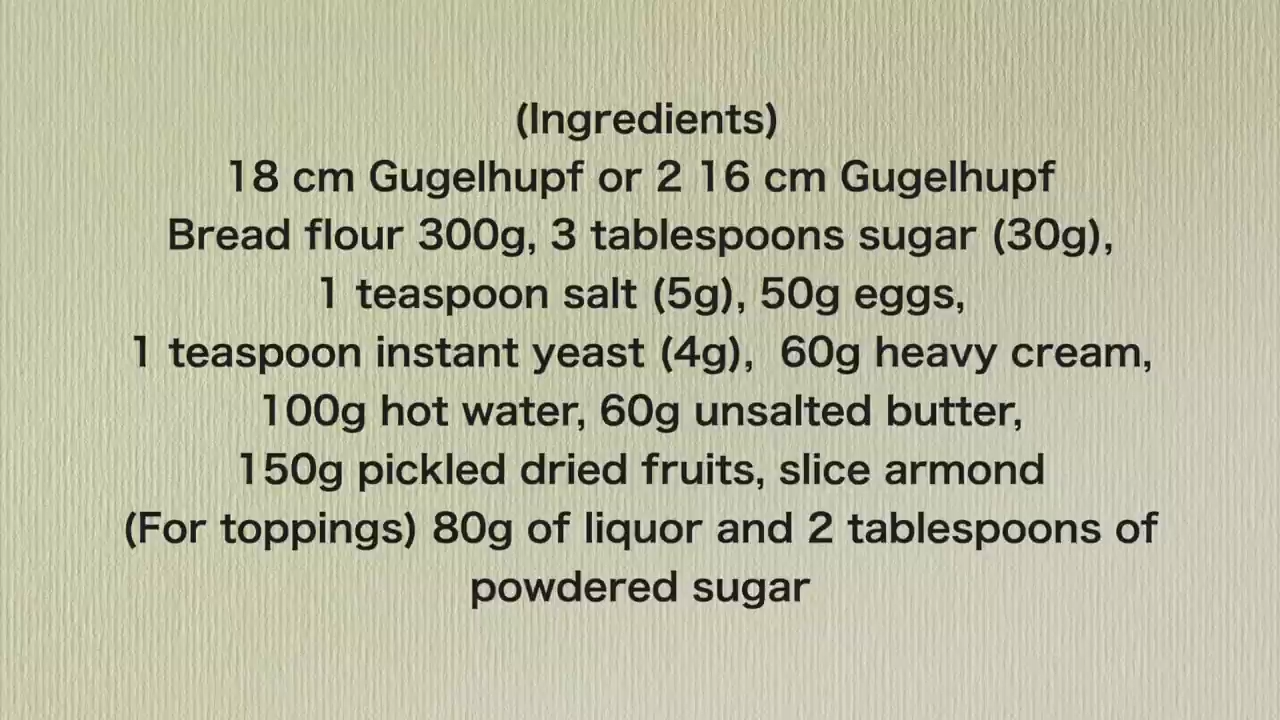 (Ingredients)
18 cm Gugelhupf or 2 16 cm Gugelhupf
Bread flour 300g, 3 tablespoons sugar (30g),
1 teaspoon salt (5g), 50g eggs,
1 teaspoon instant yeast (4g),  60g heavy cream,
100g hot water, 60g unsalted butter,
150g pickled dried fruits, slice armond
(For toppings) 80g of liquor and 2 tablespoons of
powdered sugar